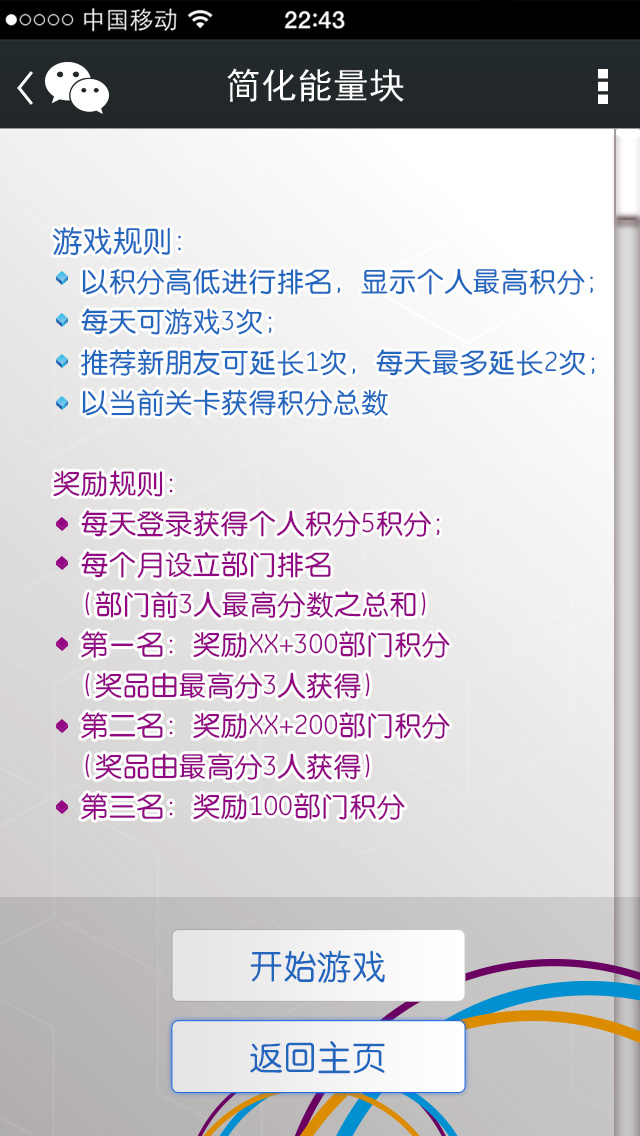 中国移动 22:43
简化能量块
游戏规则：
以积分高低进行排名，显示个人最高积分；
每天可游戏3次；
推荐新朋友可延长1次，每天最多延长2次；
以当前关卡获得积分总数
奖励规则：
每天登录获得个人积分5积分；
每个月设立部门排名
（部门前3人最高分数之总和）
第一名：奖励XX+300部门积分
（奖品由最高分3人获得）
第二名：奖励XX+200部门积分
（奖品由最高分3人获得）
第三名：奖励100部门积分
开始游戏
返回主页